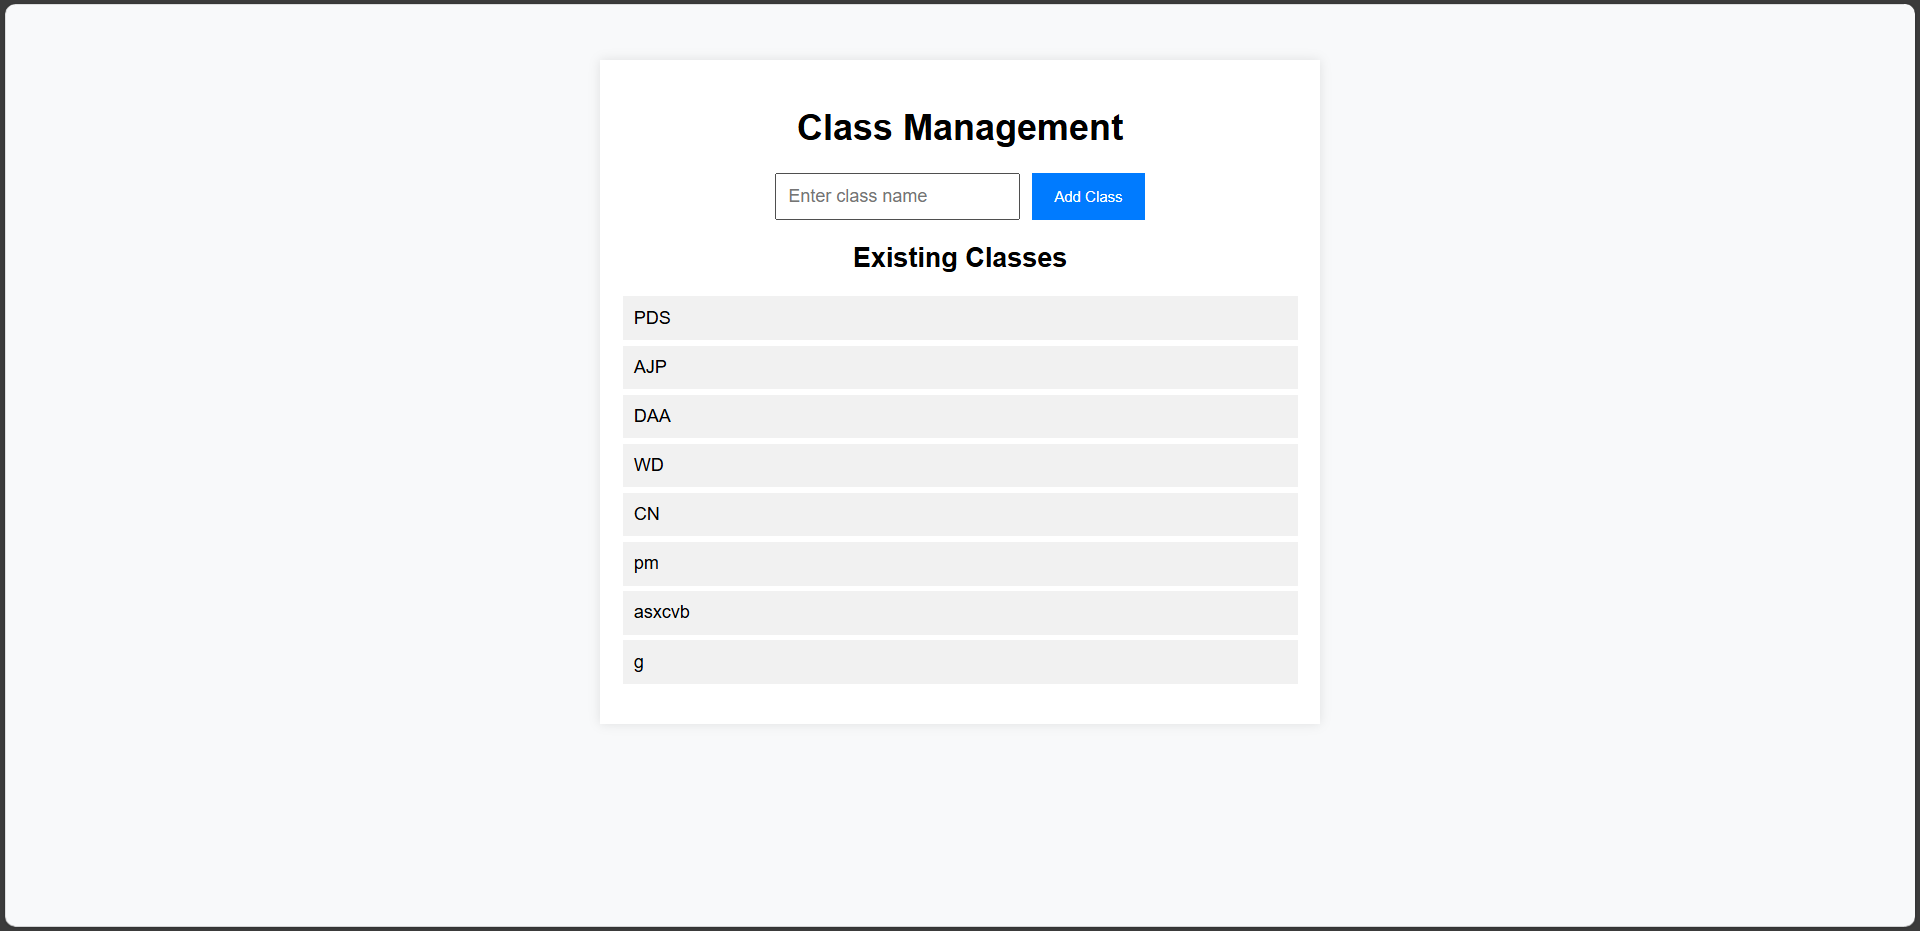 Class Management
Enter class name
Add Class
Existing Classes
PDS
AJP
DAA
WD
CN
pm
asxcvb
g